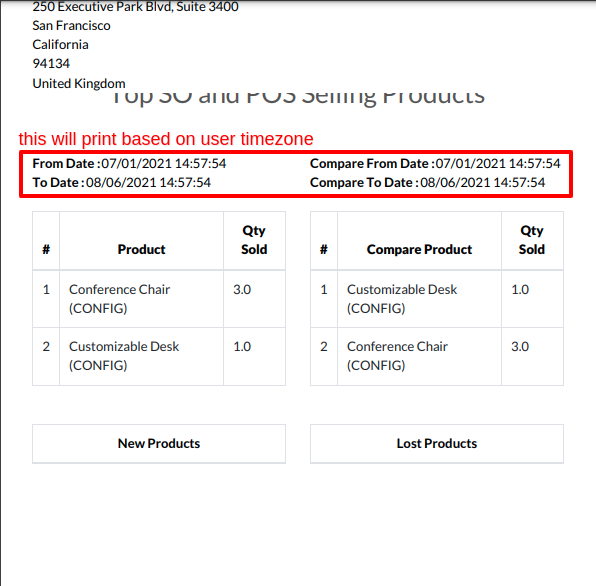 250 Executive Park Blvd, Suite 3400
San Francisco
California
94134
United Kingdom
Top SO and POS Selling Products
this will print based on user timezone
From Date :07/01/2021 14:57:54
Compare From Date :07/01/2021 14:57:54
To Date :08/06/2021 14:57:54
Compare To Date :08/06/2021 14:57:54
# Product Qty Sold
1 Conference Chair (CONFIG) 3.0
2 Customizable Desk (CONFIG) 1.0
# Compare Product Qty Sold
1 Customizable Desk (CONFIG) 1.0
2 Conference Chair (CONFIG) 3.0
New Products
Lost Products